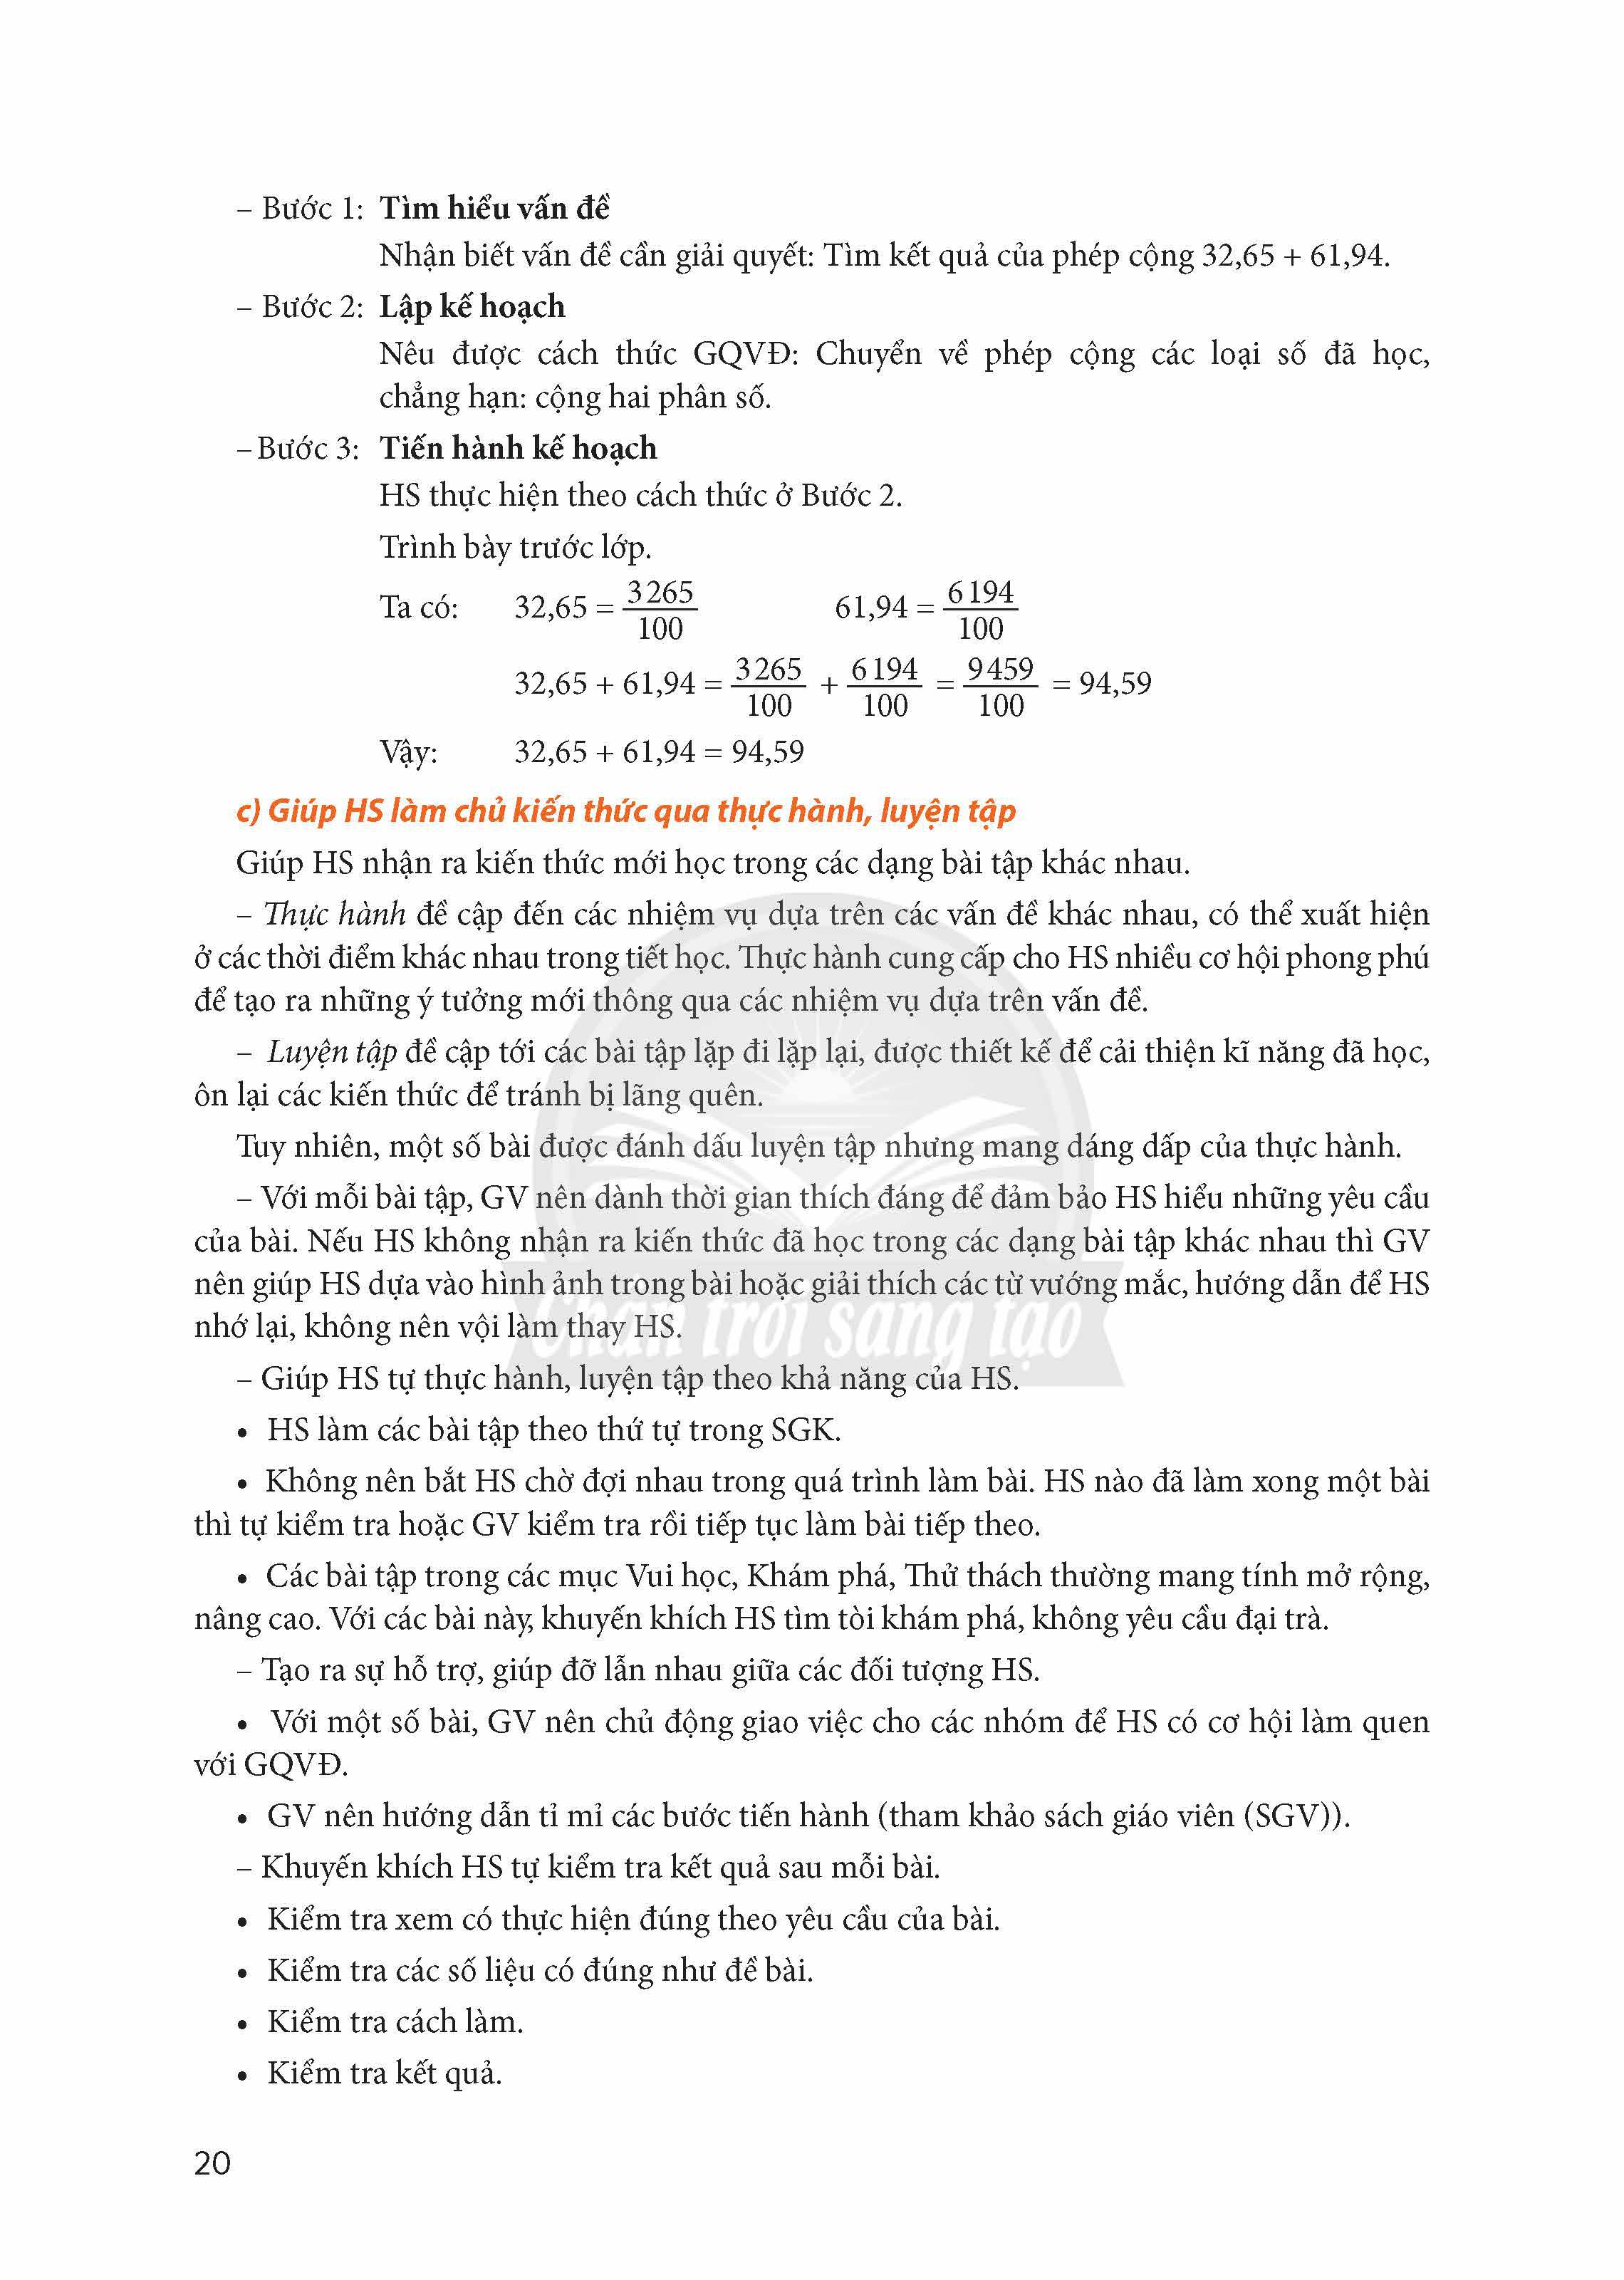 – Bước 1: Tìm hiểu vấn đề
Nhận biết vấn đề cần giải quyết: Tìm kết quả của phép cộng 32,65 + 61,94.
– Bước 2: Lập kế hoạch
Nêu được cách thức GQVĐ: Chuyển về phép cộng các loại số đã học,
chẳng hạn: cộng hai phân số.
– Bước 3: Tiến hành kế hoạch
HS thực hiện theo cách thức ở Bước 2.
Trình bày trước lớp.
Ta có: 32,65 = 3 265/100 61,94 = 6 194/100
32,65 + 61,94 = 3 265/100 + 6 194/100 = 9 459/100 = 94,59
Vậy: 32,65 + 61,94 = 94,59
c) Giúp HS làm chủ kiến thức qua thực hành, luyện tập
Giúp HS nhận ra kiến thức mới học trong các dạng bài tập khác nhau.
– Thực hành đề cập đến các nhiệm vụ dựa trên các vấn đề khác nhau, có thể xuất hiện
ở các thời điểm khác nhau trong tiết học. Thực hành cung cấp cho HS nhiều cơ hội phong phú
để tạo ra những ý tưởng mới thông qua các nhiệm vụ dựa trên vấn đề.
– Luyện tập đề cập tới các bài tập lặp đi lặp lại, được thiết kế để cải thiện kĩ năng đã học,
ôn lại các kiến thức để tránh bị lãng quên.
Tuy nhiên, một số bài được đánh dấu luyện tập nhưng mang dáng dấp của thực hành.
– Với mỗi bài tập, GV nên dành thời gian thích đáng để đảm bảo HS hiểu những yêu cầu
của bài. Nếu HS không nhận ra kiến thức đã học trong các dạng bài tập khác nhau thì GV
nên giúp HS dựa vào hình ảnh trong bài hoặc giải thích các từ vướng mắc, hướng dẫn để HS
nhớ lại, không nên vội làm thay HS.
Chân trời sáng tạo
– Giúp HS tự thực hành, luyện tập theo khả năng của HS.
• HS làm các bài tập theo thứ tự trong SGK.
• Không nên bắt HS chờ đợi nhau trong quá trình làm bài. HS nào đã làm xong một bài
thì tự kiểm tra hoặc GV kiểm tra rồi tiếp tục làm bài tiếp theo.
• Các bài tập trong các mục Vui học, Khám phá, Thử thách thường mang tính mở rộng,
nâng cao. Với các bài này, khuyến khích HS tìm tòi khám phá, không yêu cầu đại trà.
– Tạo ra sự hỗ trợ, giúp đỡ lẫn nhau giữa các đối tượng HS.
• Với một số bài, GV nên chủ động giao việc cho các nhóm để HS có cơ hội làm quen
với GQVĐ.
• GV nên hướng dẫn tỉ mỉ các bước tiến hành (tham khảo sách giáo viên (SGV)).
– Khuyến khích HS tự kiểm tra kết quả sau mỗi bài.
• Kiểm tra xem có thực hiện đúng theo yêu cầu của bài.
• Kiểm tra các số liệu có đúng như đề bài.
• Kiểm tra cách làm.
• Kiểm tra kết quả.
20